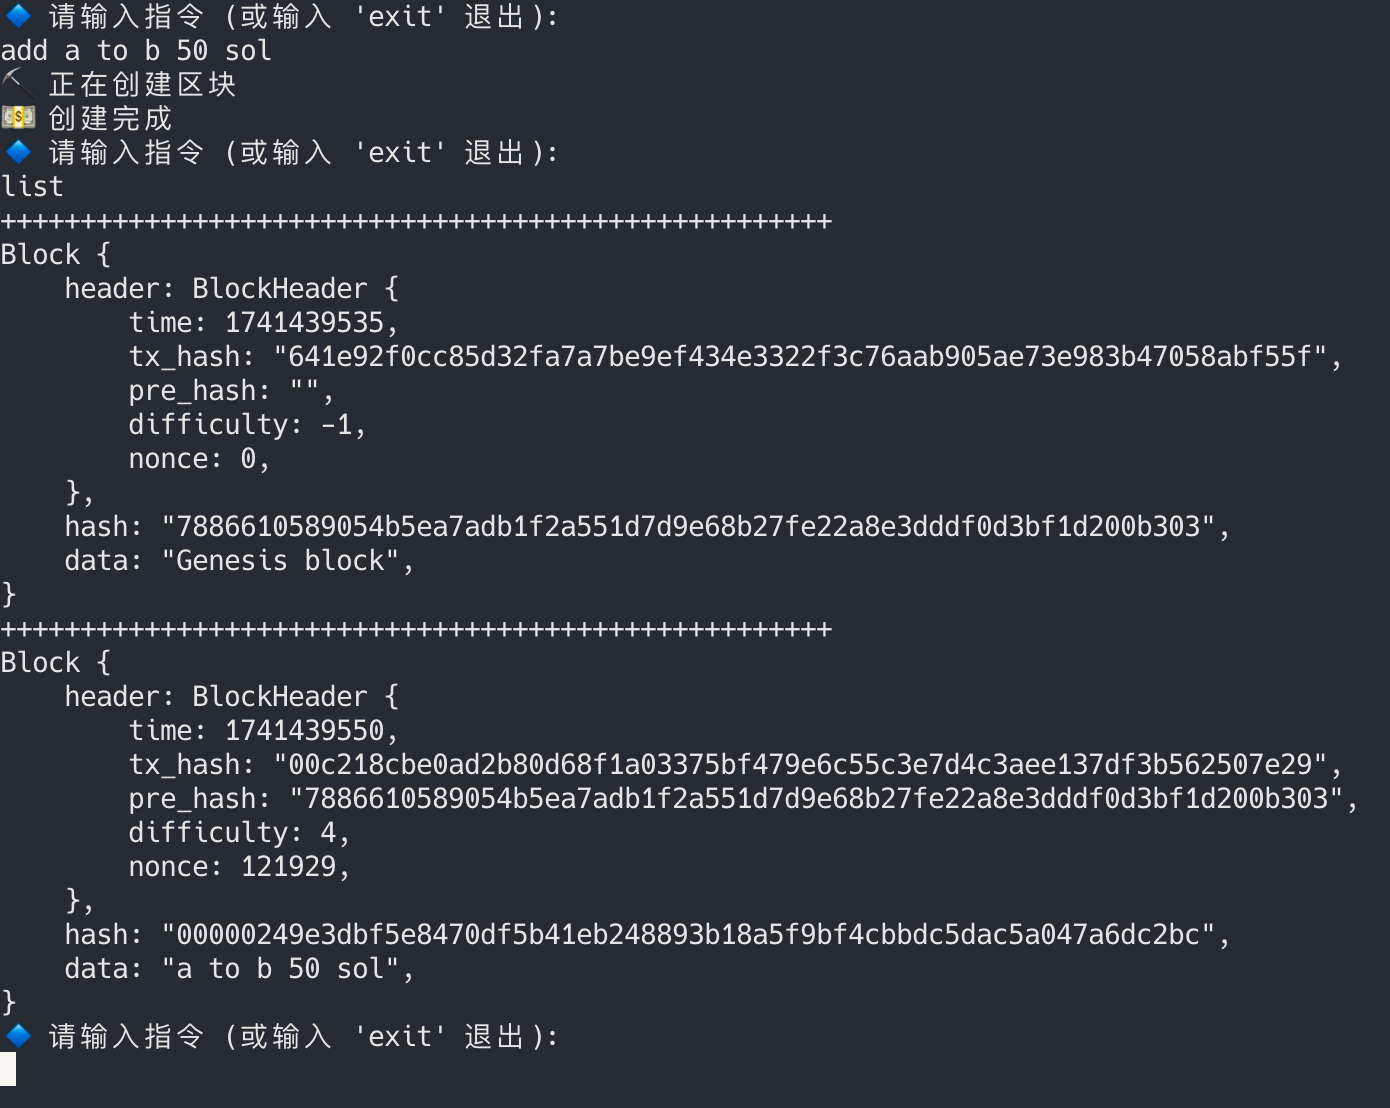 🔷 请输入指令 (或输入 'exit' 退出):
add a to b 50 sol
⛏ 正在创建区块
💵 创建完成
🔷 请输入指令 (或输入 'exit' 退出):
list
++++++++++++++++++++++++++++++++++++++++++++++++++++
Block {
    header: BlockHeader {
        time: 1741439535,
        tx_hash: "641e92f0cc85d32fa7a7be9ef434e3322f3c76aab905ae73e983b47058abf55f",
        pre_hash: "",
        difficulty: -1,
        nonce: 0,
    },
    hash: "7886610589054b5ea7adb1f2a551d7d9e68b27fe22a8e3dddf0d3bf1d200b303",
    data: "Genesis block",
}
++++++++++++++++++++++++++++++++++++++++++++++++++++
Block {
    header: BlockHeader {
        time: 1741439550,
        tx_hash: "00c218cbe0ad2b80d68f1a03375bf479e6c55c3e7d4c3aee137df3b562507e29",
        pre_hash: "7886610589054b5ea7adb1f2a551d7d9e68b27fe22a8e3dddf0d3bf1d200b303",
        difficulty: 4,
        nonce: 121929,
    },
    hash: "00000249e3dbf5e8470df5b41eb248893b18a5f9bf4cbbdc5dac5a047a6dc2bc",
    data: "a to b 50 sol",
}
🔷 请输入指令 (或输入 'exit' 退出):